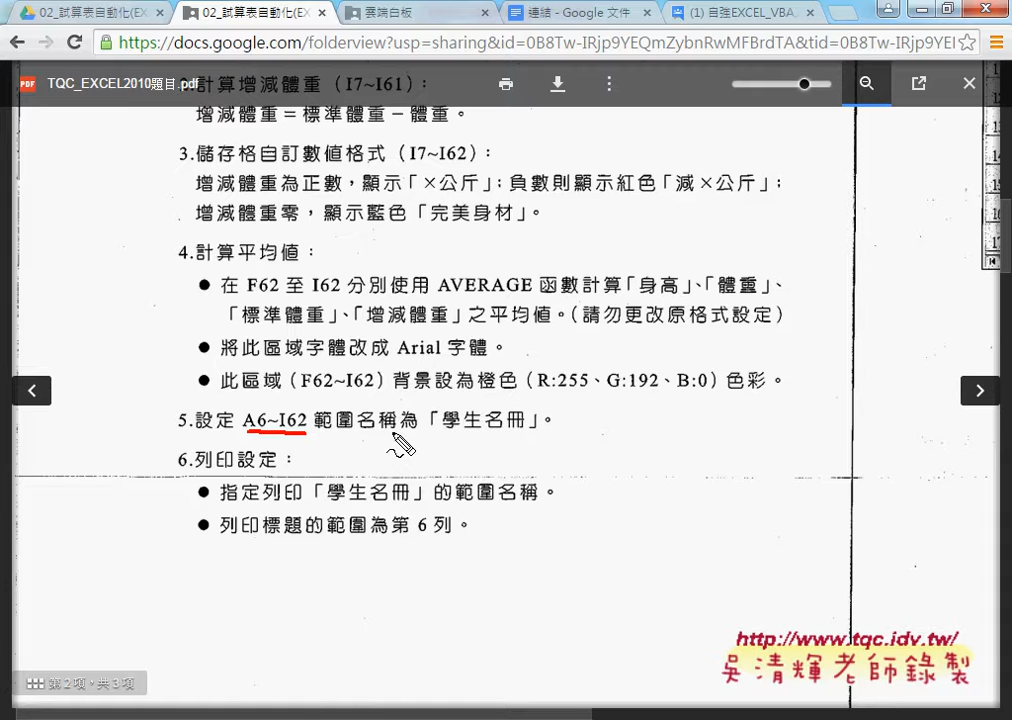 02_試算表自動化(EX
02_試算表自動化(EX
雲端白板
連結 - Google 文件
(1) 自強EXCEL_VBA
https://docs.google.com/folderview?usp=sharing&id=0B8Tw-IRjp9YEQmZybnRwMFBrdTA&tid=0B8Tw-IRjp9YEI
PDF TQC_EXCEL2010題目.pdf
計算增減體重（I7~I61）：
增減體重＝標準體重－體重。
3.儲存格自訂數值格式（I7~I62）：
增減體重為正數，顯示「×公斤」；負數則顯示紅色「減×公斤」；
增減體重零，顯示藍色「完美身材」。
4.計算平均值：
● 在 F62 至 I62 分別使用 AVERAGE 函數計算「身高」、「體重」、
「標準體重」、「增減體重」之平均值。（請勿更改原格式設定）
● 將此區域字體改成 Arial 字體。
● 此區域（F62~I62）背景設為橙色（R:255、G:192、B:0）色彩。
5.設定 A6~I62 範圍名稱為「學生名冊」。
6.列印設定：
● 指定列印「學生名冊」的範圍名稱。
● 列印標題的範圍為第 6 列。
http://www.tqc.idv.tw/
吳清輝老師錄製
第 2 項，共 3 項